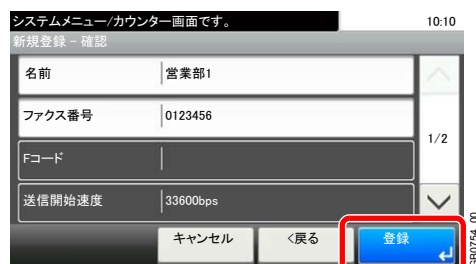 システムメニュー/カウンター画面です。 10:10
新規登録 - 確認
名前 営業部1
ファクス番号 0123456
1/2
Fコード
送信開始速度 33600bps
キャンセル <戻る 登録